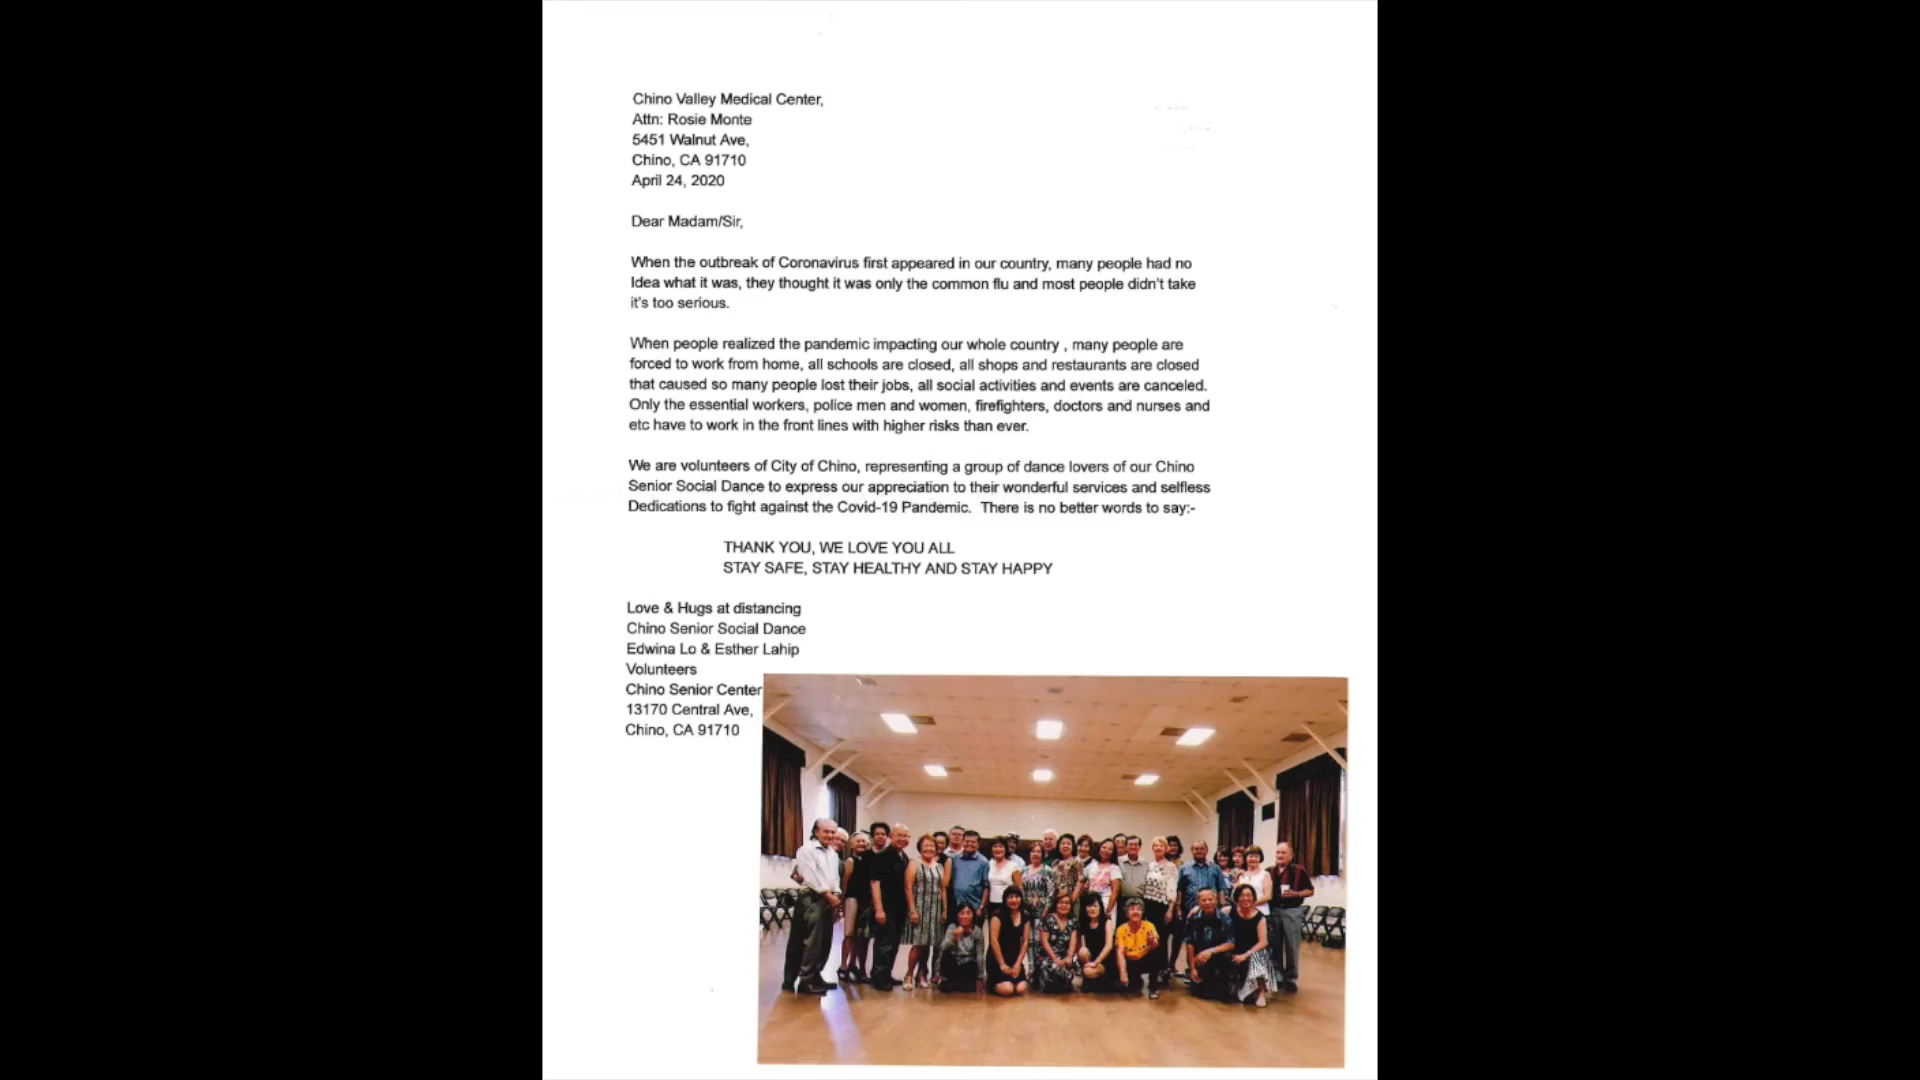 Chino Valley Medical Center,
Attn: Rosie Monte
5451 Walnut Ave,
Chino, CA 91710
April 24, 2020
Dear Madam/Sir,
When the outbreak of Coronavirus first appeared in our country, many people had no
Idea what it was, they thought it was only the common flu and most people didn't take
it's too serious.
When people realized the pandemic impacting our whole country , many people are
forced to work from home, all schools are closed, all shops and restaurants are closed
that caused so many people lost their jobs, all social activities and events are canceled.
Only the essential workers, police men and women, firefighters, doctors and nurses and
etc have to work in the front lines with higher risks than ever.
We are volunteers of City of Chino, representing a group of dance lovers of our Chino
Senior Social Dance to express our appreciation to their wonderful services and selfless
Dedications to fight against the Covid-19 Pandemic.  There is no better words to say:-
THANK YOU, WE LOVE YOU ALL
STAY SAFE, STAY HEALTHY AND STAY HAPPY
Love & Hugs at distancing
Chino Senior Social Dance
Edwina Lo & Esther Lahip
Volunteers
Chino Senior Center
13170 Central Ave,
Chino, CA 91710